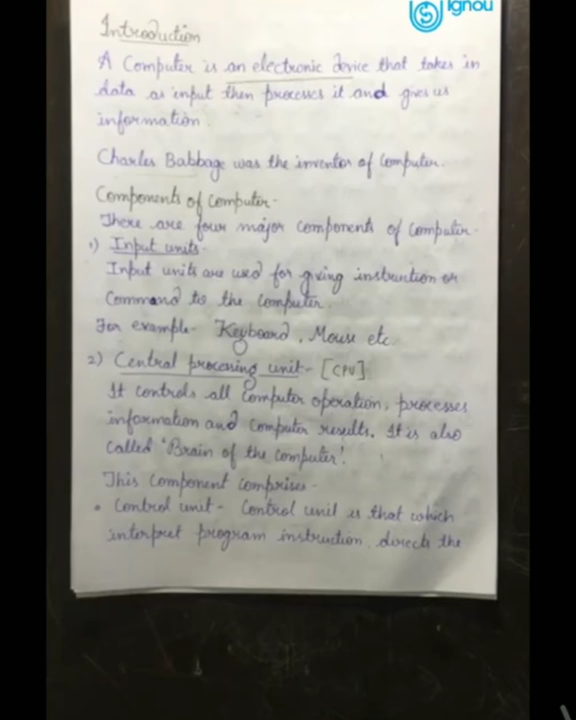 Ignou
Introduction
A Computer is an electronic device that takes in
data as input then processes it and gives us
information.
Charles Babbage was the inventor of computer.
Components of computer-
There are four major components of computer-
1) Input units-
Input units are used for giving instruction or
Command to the computer.
For example- Keyboard, Mouse etc.
2) Central processing unit- [CPU]
It controls all computer operation, processes
information and computer results. It is also
called 'Brain of the computer'.
This component comprises-
• Control unit- Control unit is that which
interpret program instruction, directs the